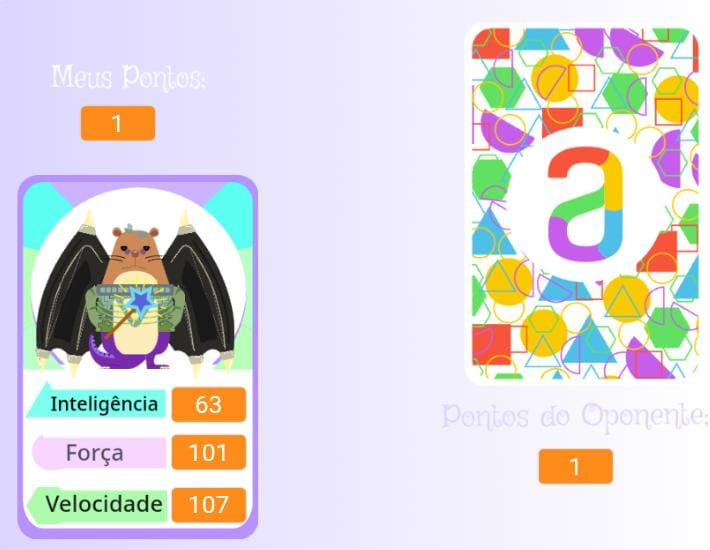 Meus Pontos:
1
Inteligência 63
Força 101
Velocidade 107
a
Pontos do Oponente:
1